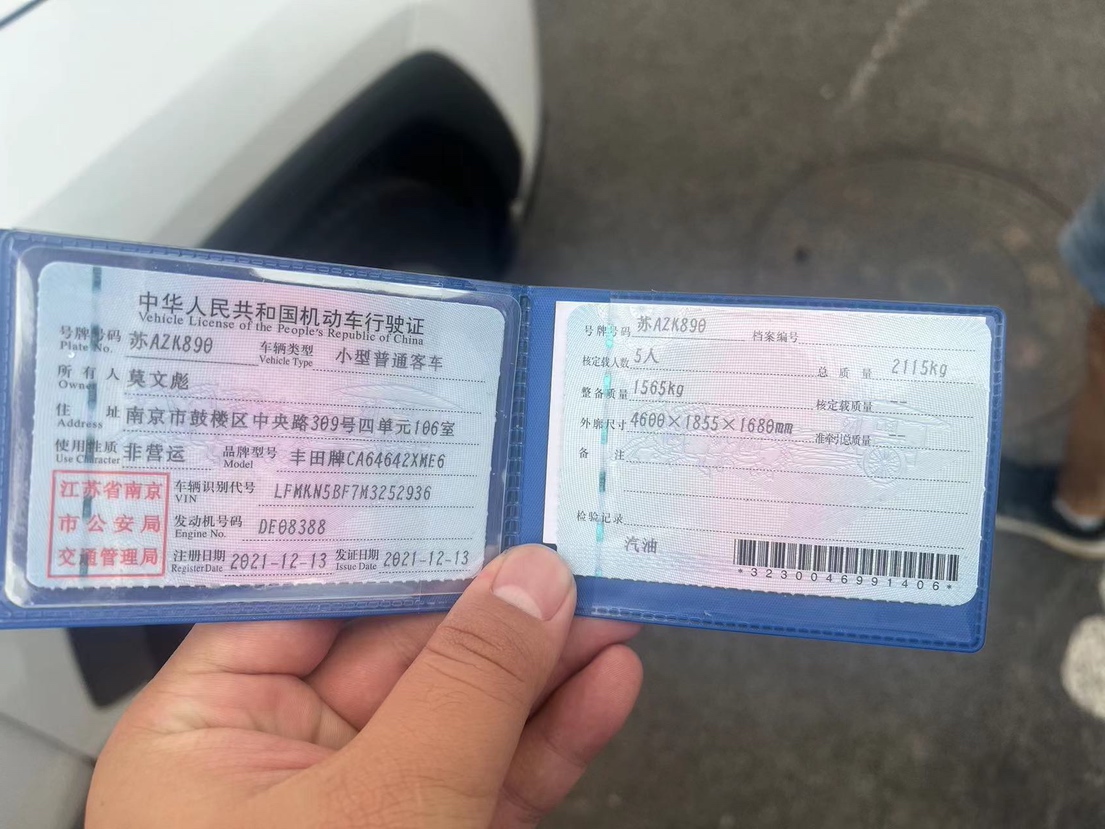 中华人民共和国机动车行驶证
Vehicle License of the People's Republic of China
号牌号码 苏AZK890 车辆类型 小型普通客车
Plate No. Vehicle Type
所有人 莫文彪
Owner
住址 南京市鼓楼区中央路309号四单元106室
Address
使用性质 非营运 品牌型号 丰田牌CA64642XME6
Use Character Model
江苏省南京
市公安局
交通管理局
车辆识别代号 LFMKN5BF7M3252936
VIN
发动机号码 DE08388
Engine No.
注册日期 2021-12-13 发证日期 2021-12-13
Register Date Issue Date
号牌号码 苏AZK890 档案编号
核定载人数 5人 总质量 2115kg
整备质量 1565kg 核定载质量 --
外廓尺寸 4600×1855×1680mm 准牵引总质量 --
备注
检验记录
汽油
*3230046991406*